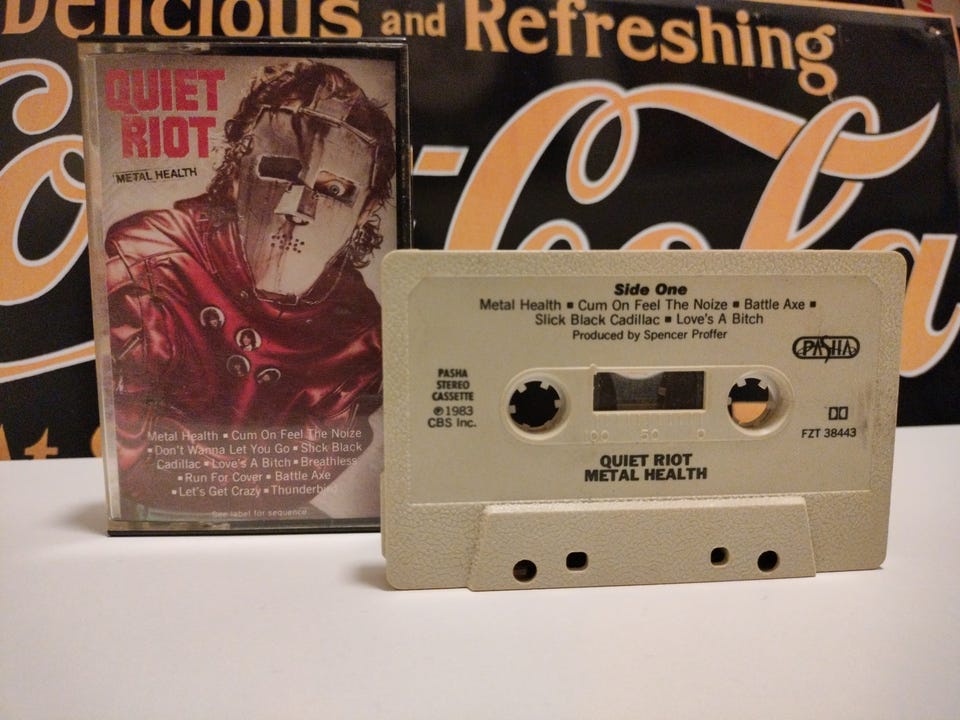 Delicious and Refreshing
Coca-Cola
QUIET
RIOT
METAL HEALTH
Metal Health ▪ Cum On Feel The Noize
▪ Don't Wanna Let You Go ▪ Slick Black
Cadillac ▪ Love's A Bitch ▪ Breathless
▪ Run For Cover ▪ Battle Axe
▪ Let's Get Crazy ▪ Thunderbird
See label for sequence
Side One
Metal Health ▪ Cum On Feel The Noize ▪ Battle Axe ▪
Slick Black Cadillac ▪ Love's A Bitch
Produced by Spencer Proffer
PASHA
PASHA
STEREO
CASSETTE
℗ 1983
CBS Inc.
100 50 0
FZT 38443
QUIET RIOT
METAL HEALTH